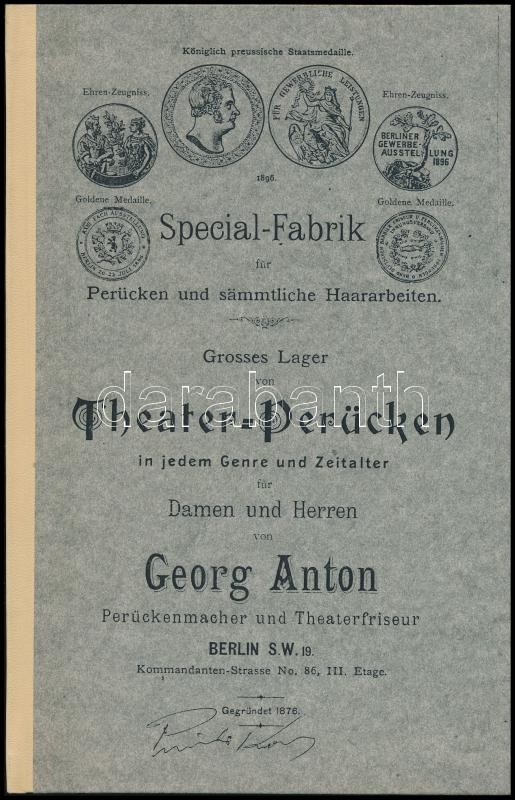 Königlich preussische Staatsmedaille.
Ehren-Zeugniss.
Ehren-Zeugniss.
FÜR GEWERBLICHE LEISTUNGEN
BERLINER
GEWERBE-
AUSSTELLUNG
1896
1896.
Goldene Medaille.
Goldene Medaille.
Special-Fabrik
für
Perücken und sämmtliche Haararbeiten.
Grosses Lager
von
darabanth
Theater-Perücken
in jedem Genre und Zeitalter
für
Damen und Herren
von
Georg Anton
Perückenmacher und Theaterfriseur
BERLIN S.W. 19.
Kommandanten-Strasse No. 86, III. Etage.
Gegründet 1876.